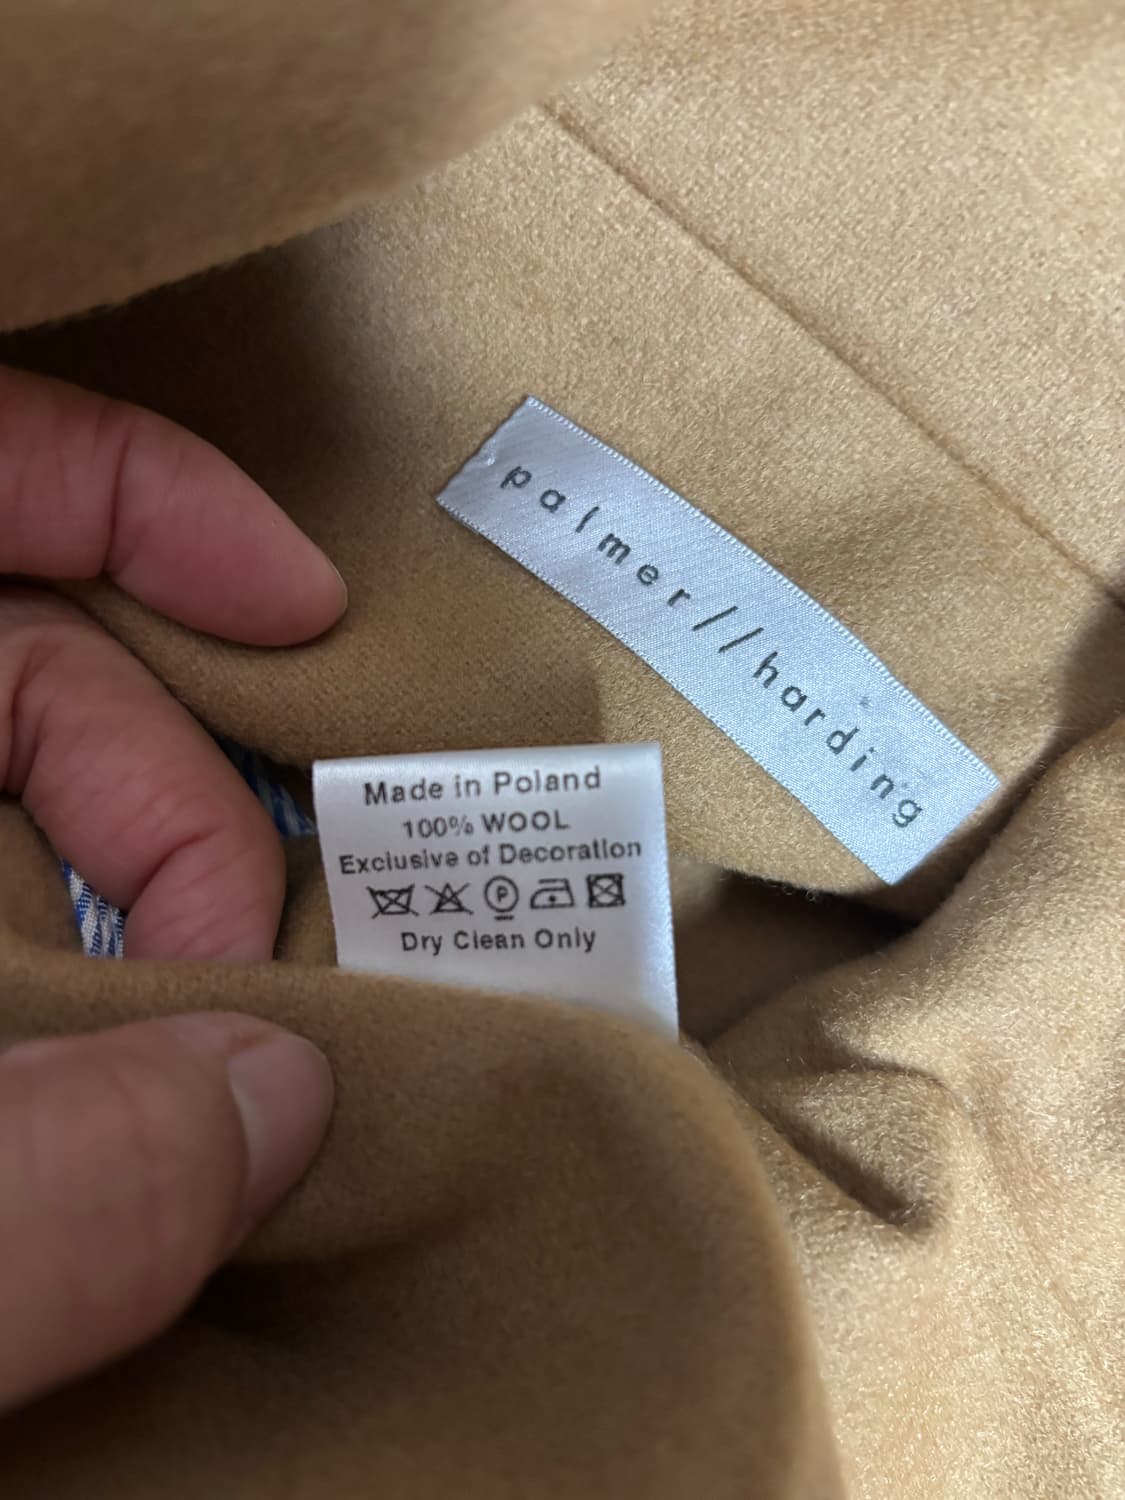 palmer//harding
Made in Poland
100% WOOL
Exclusive of Decoration
P
Dry Clean Only